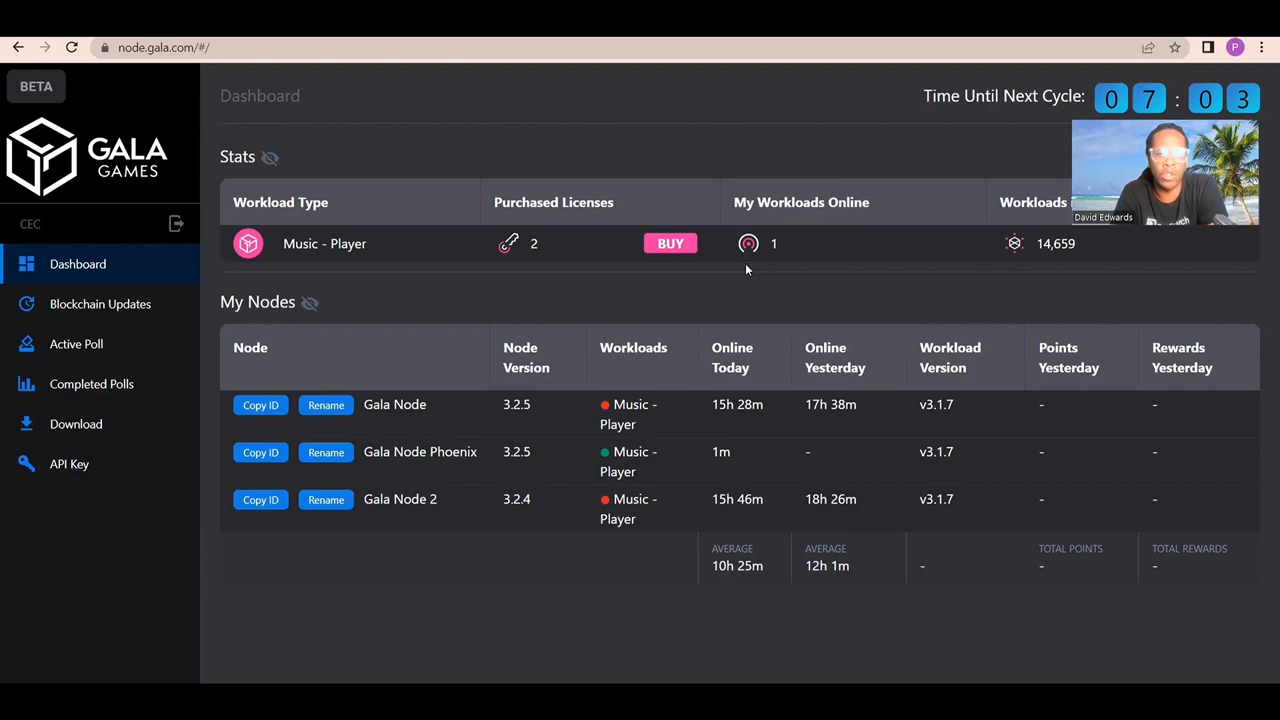 node.gala.com/#/
P
BETA
GALA
GAMES
CEC
Dashboard
Blockchain Updates
Active Poll
Completed Polls
Download
API Key
Dashboard
Time Until Next Cycle: 07:03
David Edwards
Stats
Workload Type Purchased Licenses My Workloads Online Workloads
Music - Player 2 BUY 1 14,659
My Nodes
Node Node Version Workloads Online Today Online Yesterday Workload Version Points Yesterday Rewards Yesterday
Copy ID Rename Gala Node 3.2.5 Music - Player 15h 28m 17h 38m v3.1.7 - -
Copy ID Rename Gala Node Phoenix 3.2.5 Music - Player 1m - v3.1.7 - -
Copy ID Rename Gala Node 2 3.2.4 Music - Player 15h 46m 18h 26m v3.1.7 - -
AVERAGE AVERAGE TOTAL POINTS TOTAL REWARDS
10h 25m 12h 1m - - -